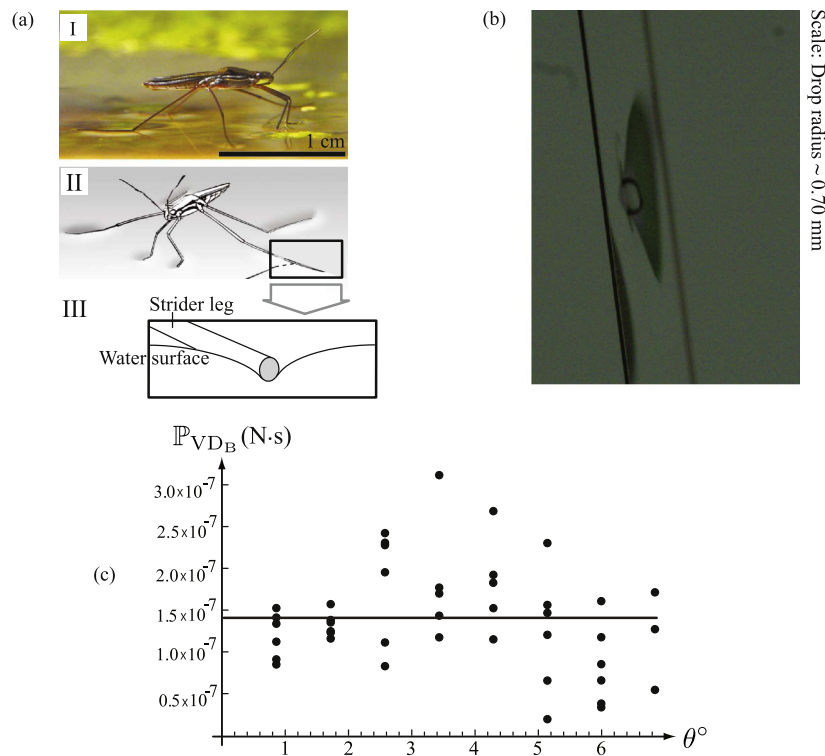 (a)
I
1 cm
II
III
Strider leg
Water surface
(b)
Scale: Drop radius ~ 0.70 mm
(c)
ℙ_VD_B (N·s)
3.0×10⁻⁷
2.5×10⁻⁷
2.0×10⁻⁷
1.5×10⁻⁷
1.0×10⁻⁷
0.5×10⁻⁷
1 2 3 4 5 6 θ°